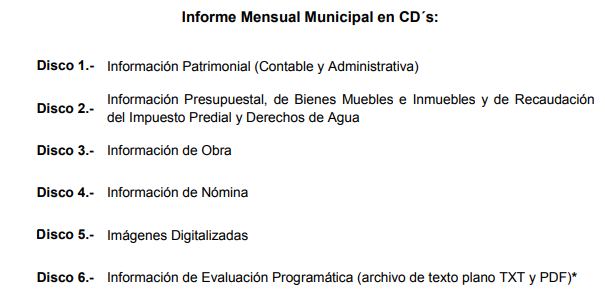 Informe Mensual Municipal en CD´s:
Disco 1.- Información Patrimonial (Contable y Administrativa)
Disco 2.- Información Presupuestal, de Bienes Muebles e Inmuebles y de Recaudación
del Impuesto Predial y Derechos de Agua
Disco 3.- Información de Obra
Disco 4.- Información de Nómina
Disco 5.- Imágenes Digitalizadas
Disco 6.- Información de Evaluación Programática (archivo de texto plano TXT y PDF)*